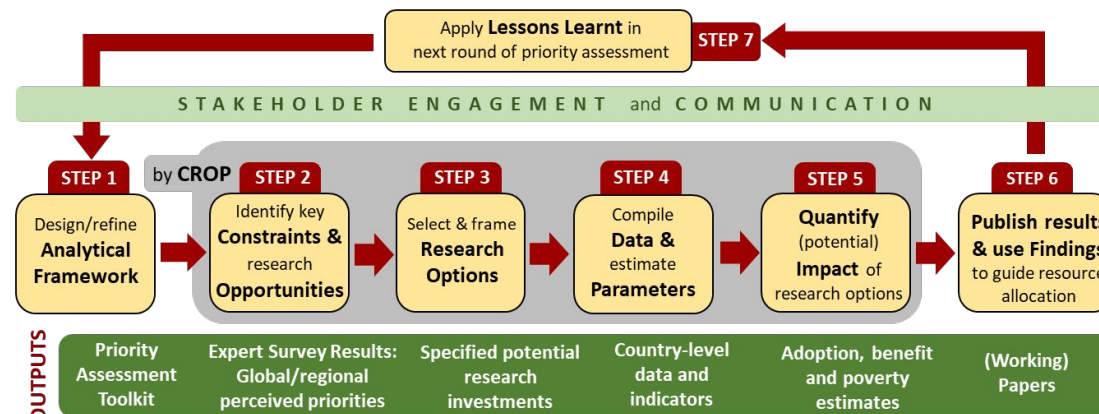 Apply Lessons Learnt in
next round of priority assessment
STEP 7
STAKEHOLDER ENGAGEMENT and COMMUNICATION
by CROP
STEP 1
Design/refine
Analytical
Framework
STEP 2
Identify key
Constraints &
research
Opportunities
STEP 3
Select & frame
Research
Options
STEP 4
Compile
Data &
estimate
Parameters
STEP 5
Quantify
(potential)
Impact of
research options
STEP 6
Publish results
& use Findings
to guide resource
allocation
OUTPUTS
Priority
Assessment
Toolkit
Expert Survey Results:
Global/regional
perceived priorities
Specified potential
research
investments
Country-level
data and
indicators
Adoption, benefit
and poverty
estimates
(Working)
Papers